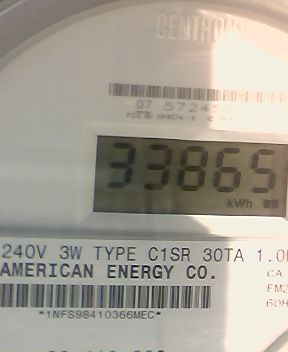 CENTRON
07 5724
33865
kWh
240V 3W TYPE C1SR 30TA 1.0
AMERICAN ENERGY CO.
CA
FM2
60H
*1NFS98410366MEC*